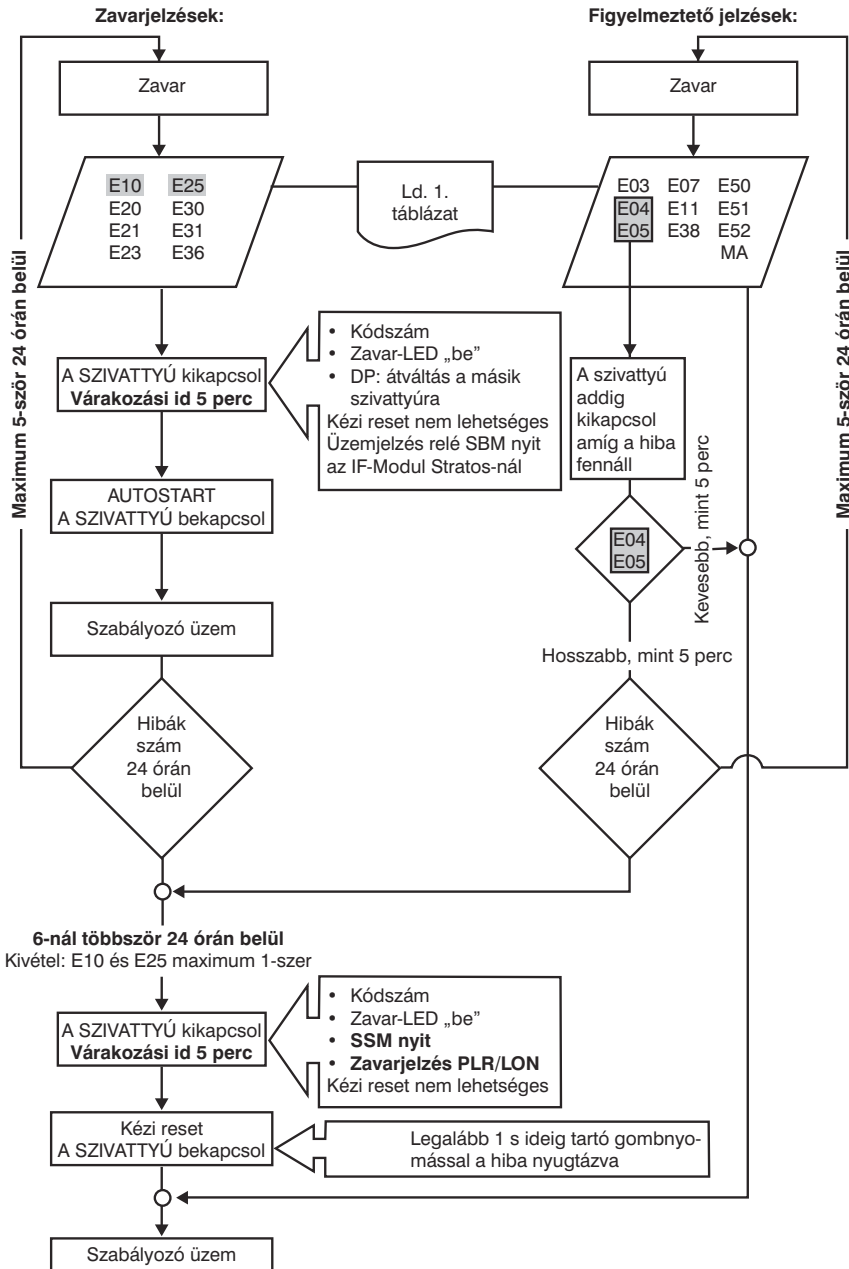 Zavarjelzések:
Figyelmeztető jelzések:
Zavar
Zavar
E10 E25
E20 E30
E21 E31
E23 E36
Ld. 1.
táblázat
E03 E07 E50
E04 E11 E51
E05 E38 E52
MA
Maximum 5-ször 24 órán belül
Maximum 5-ször 24 órán belül
A SZIVATTYÚ kikapcsol
Várakozási id 5 perc
• Kódszám
• Zavar-LED „be”
• DP: átváltás a másik
szivattyúra
Kézi reset nem lehetséges
Üzemjelzés relé SBM nyit
az IF-Modul Stratos-nál
A szivattyú
addig
kikapcsol
amíg a hiba
fennáll
AUTOSTART
A SZIVATTYÚ bekapcsol
E04
E05
Kevesebb, mint 5 perc
Szabályozó üzem
Hosszabb, mint 5 perc
Hibák
szám
24 órán
belül
Hibák
szám
24 órán
belül
6-nál többször 24 órán belül
Kivétel: E10 és E25 maximum 1-szer
A SZIVATTYÚ kikapcsol
Várakozási id 5 perc
• Kódszám
• Zavar-LED „be”
• SSM nyit
• Zavarjelzés PLR/LON
Kézi reset nem lehetséges
Kézi reset
A SZIVATTYÚ bekapcsol
Legalább 1 s ideig tartó gombnyo-
mással a hiba nyugtázva
Szabályozó üzem